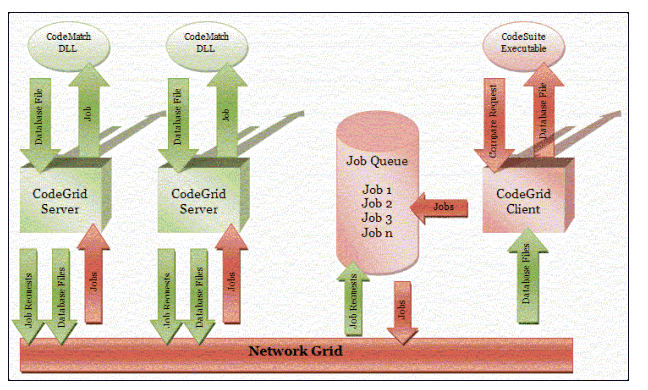 CodeMatch
DLL
CodeMatch
DLL
CodeSuite
Executable
Database File
Job
Database File
Job
Compare Request
Database File
CodeGrid
Server
CodeGrid
Server
Job Queue
Job 1
Job 2
Job 3
Job n
Jobs
CodeGrid
Client
Job Requests
Database Files
Jobs
Job Requests
Database Files
Jobs
Job Requests
Jobs
Database Files
Network Grid